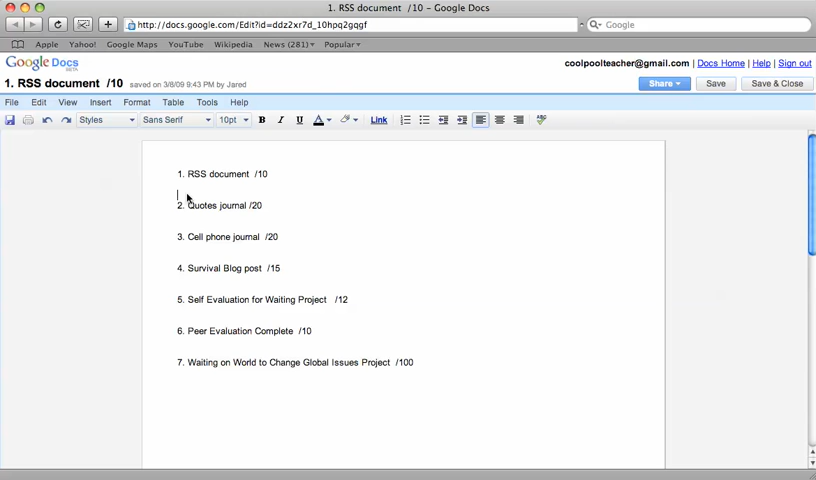 1. RSS document /10 – Google Docs
http://docs.google.com/Edit?id=ddz2xr7d_10hpq2gqgf
Google
Apple Yahoo! Google Maps YouTube Wikipedia News (281) Popular
Google Docs BETA
coolpoolteacher@gmail.com | Docs Home | Help | Sign out
1. RSS document /10 saved on 3/8/09 9:43 PM by Jared
Share Save Save & Close
File Edit View Insert Format Table Tools Help
Styles Sans Serif 10pt B I U A Link ABC
1. RSS document /10
2. Quotes journal /20
3. Cell phone journal /20
4. Survival Blog post /15
5. Self Evaluation for Waiting Project /12
6. Peer Evaluation Complete /10
7. Waiting on World to Change Global Issues Project /100